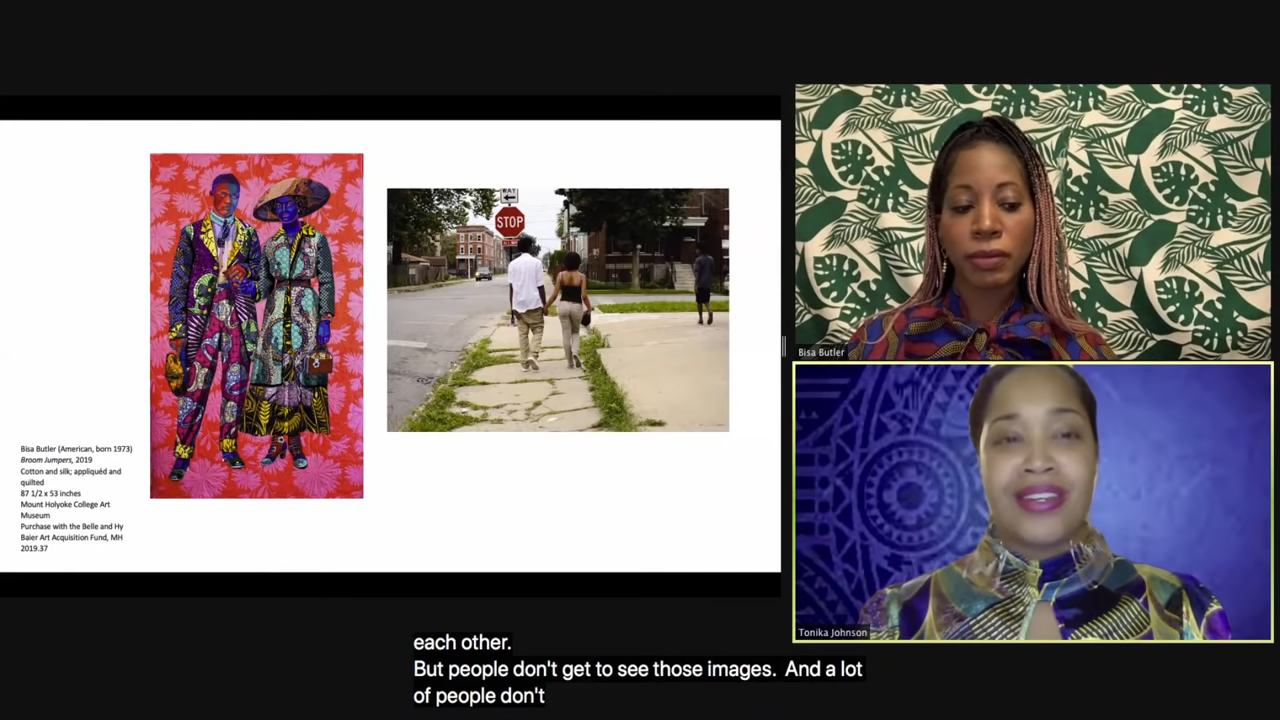 Bisa Butler (American, born 1973)
Broom Jumpers, 2019
Cotton and silk; appliquéd and
quilted
87 1/2 x 53 inches
Mount Holyoke College Art
Museum
Purchase with the Belle and Hy
Baier Art Acquisition Fund, MH
2019.37
WAY
STOP
Bisa Butler
Tonika Johnson
each other.
But people don't get to see those images.  And a lot
of people don't